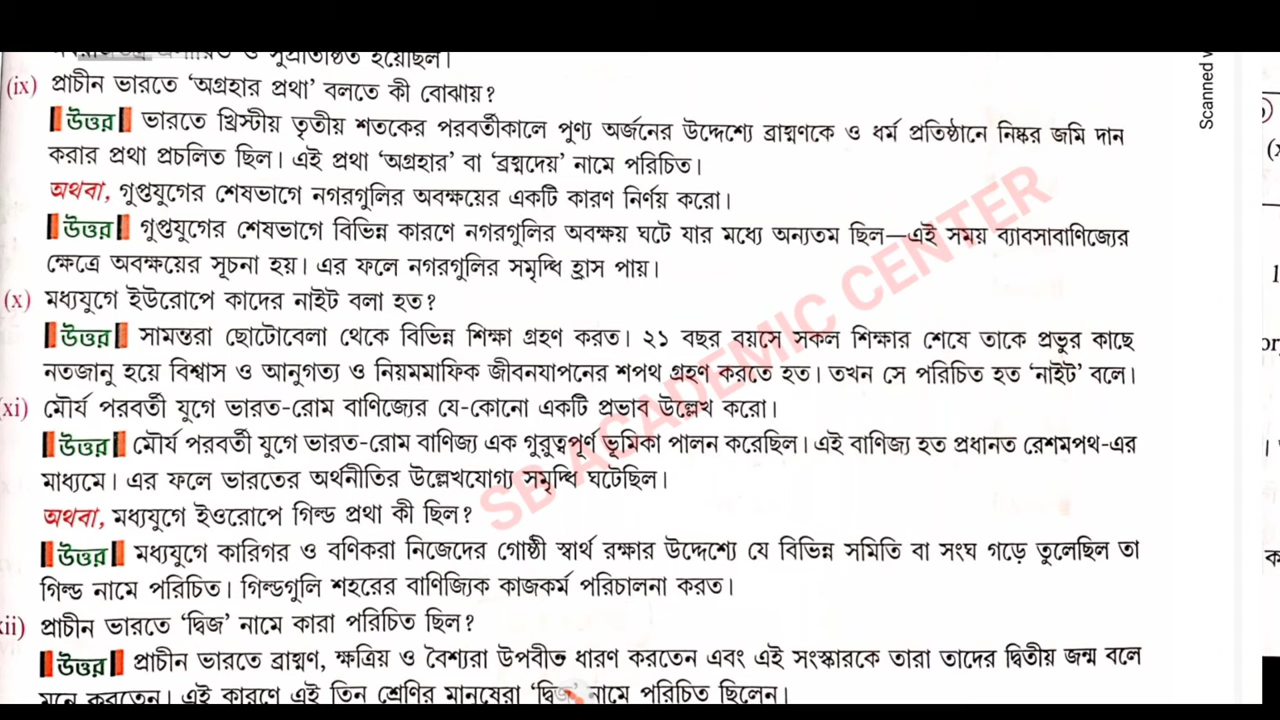 সুপ্রতিষ্ঠিত হয়েছিল।
(ix) প্রাচীন ভারতে ‘অগ্রহার প্রথা’ বলতে কী বোঝায়?
উত্তর ভারতে খ্রিস্টীয় তৃতীয় শতকের পরবর্তীকালে পুণ্য অর্জনের উদ্দেশ্যে ব্রাহ্মণকে ও ধর্ম প্রতিষ্ঠানে নিষ্কর জমি দান
করার প্রথা প্রচলিত ছিল। এই প্রথা ‘অগ্রহার’ বা ‘ব্রহ্মদেয়’ নামে পরিচিত।
অথবা, গুপ্তযুগের শেষভাগে নগরগুলির অবক্ষয়ের একটি কারণ নির্ণয় করো।
উত্তর গুপ্তযুগের শেষভাগে বিভিন্ন কারণে নগরগুলির অবক্ষয় ঘটে যার মধ্যে অন্যতম ছিল—এই সময় ব্যাবসাবাণিজ্যের
ক্ষেত্রে অবক্ষয়ের সূচনা হয়। এর ফলে নগরগুলির সমৃদ্ধি হ্রাস পায়।
(x) মধ্যযুগে ইউরোপে কাদের নাইট বলা হত?
উত্তর সামন্তরা ছোটোবেলা থেকে বিভিন্ন শিক্ষা গ্রহণ করত। ২১ বছর বয়সে সকল শিক্ষার শেষে তাকে প্রভুর কাছে
নতজানু হয়ে বিশ্বাস ও আনুগত্য ও নিয়মমাফিক জীবনযাপনের শপথ গ্রহণ করতে হত। তখন সে পরিচিত হত ‘নাইট’ বলে।
xi) মৌর্য পরবর্তী যুগে ভারত-রোম বাণিজ্যের যে-কোনো একটি প্রভাব উল্লেখ করো।
উত্তর মৌর্য পরবর্তী যুগে ভারত-রোম বাণিজ্য এক গুরুত্বপূর্ণ ভূমিকা পালন করেছিল। এই বাণিজ্য হত প্রধানত রেশমপথ-এর
মাধ্যমে। এর ফলে ভারতের অর্থনীতির উল্লেখযোগ্য সমৃদ্ধি ঘটেছিল।
অথবা, মধ্যযুগে ইওরোপে গিল্ড প্রথা কী ছিল?
উত্তর মধ্যযুগে কারিগর ও বণিকরা নিজেদের গোষ্ঠী স্বার্থ রক্ষার উদ্দেশ্যে যে বিভিন্ন সমিতি বা সংঘ গড়ে তুলেছিল তা
গিল্ড নামে পরিচিত। গিল্ডগুলি শহরের বাণিজ্যিক কাজকর্ম পরিচালনা করত।
ii) প্রাচীন ভারতে ‘দ্বিজ’ নামে কারা পরিচিত ছিল?
উত্তর প্রাচীন ভারতে ব্রাহ্মণ, ক্ষত্রিয় ও বৈশ্যরা উপবীত ধারণ করতেন এবং এই সংস্কারকে তারা তাদের দ্বিতীয় জন্ম বলে
মনে করতেন। এই কারণে এই তিন শ্রেণির মানুষেরা ‘দ্বিজ’ নামে পরিচিত ছিলেন।
SB ACADEMIC CENTER
Scanned